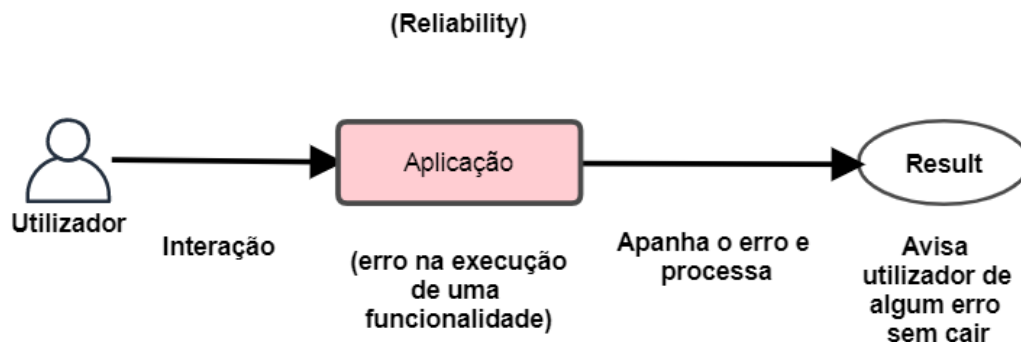 (Reliability)
Aplicação
Result
Utilizador
Interação
(erro na execução
de uma
funcionalidade)
Apanha o erro e
processa
Avisa
utilizador de
algum erro
sem cair